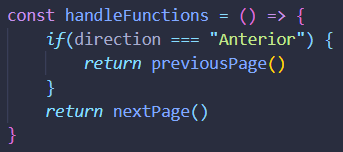 const handleFunctions = () => {
    if(direction === "Anterior") {
        return previousPage()
    }
    return nextPage()
}